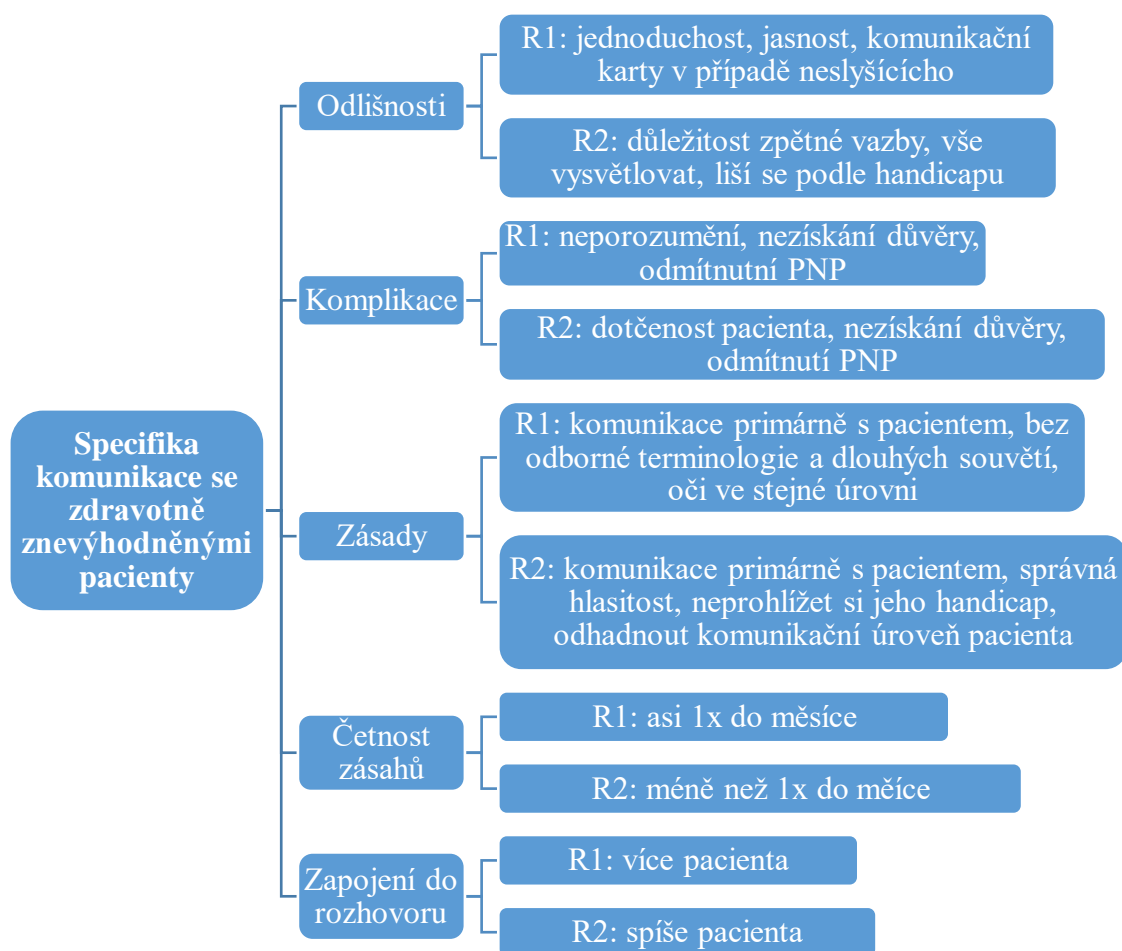 Specifika
komunikace se
zdravotně
znevýhodněnými
pacienty
Odlišnosti
R1: jednoduchost, jasnost, komunikační
karty v případě neslyšícícho
R2: důležitost zpětné vazby, vše
vysvětlovat, liší se podle handicapu
Komplikace
R1: neporozumění, nezískání důvěry,
odmítnutní PNP
R2: dotčenost pacienta, nezískání důvěry,
odmítnutí PNP
Zásady
R1: komunikace primárně s pacientem, bez
odborné terminologie a dlouhých souvětí,
oči ve stejné úrovni
R2: komunikace primárně s pacientem, správná
hlasitost, neprohlížet si jeho handicap,
odhadnout komunikační úroveň pacienta
Četnost
zásahů
R1: asi 1x do měsíce
R2: méně než 1x do měíce
Zapojení do
rozhovoru
R1: více pacienta
R2: spíše pacienta